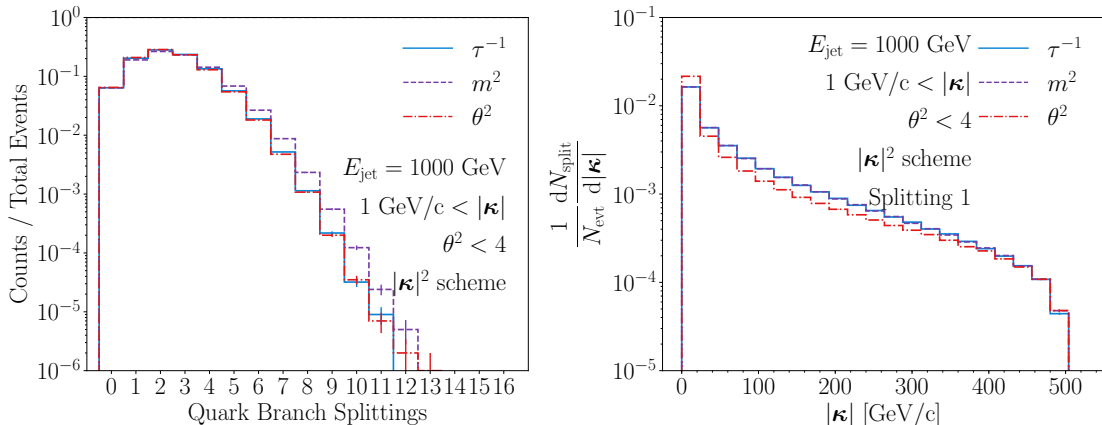 10^0
10^{-1}
10^{-2}
10^{-3}
10^{-4}
10^{-5}
10^{-6}
Counts / Total Events
τ^{-1}
m^2
θ^2
E_jet = 1000 GeV
1 GeV/c < |κ|
θ^2 < 4
|κ|^2 scheme
0 1 2 3 4 5 6 7 8 9 10 11 12 13 14 15 16
Quark Branch Splittings
10^{-1}
10^{-2}
10^{-3}
10^{-4}
10^{-5}
1/N_evt dN_split/d|κ|
E_jet = 1000 GeV
1 GeV/c < |κ|
θ^2 < 4
|κ|^2 scheme
Splitting 1
τ^{-1}
m^2
θ^2
0 100 200 300 400 500
|κ| [GeV/c]